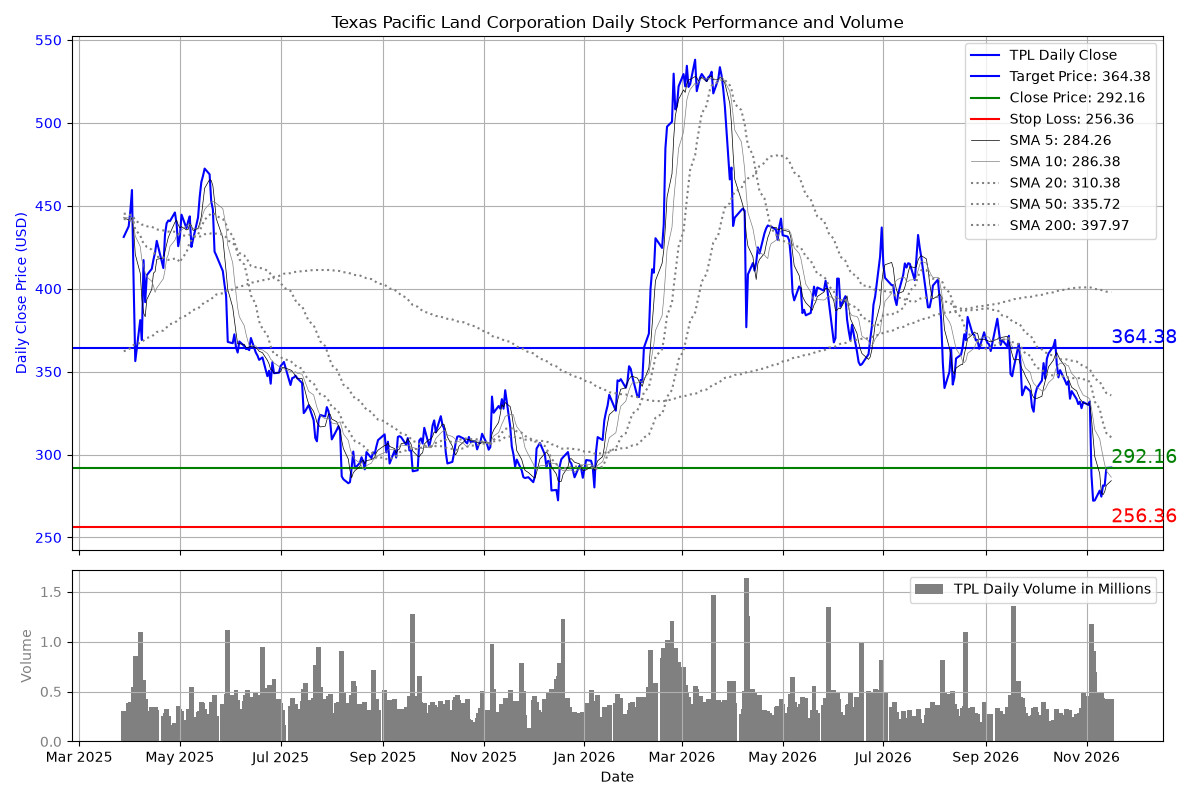 Texas Pacific Land Corporation Daily Stock Performance and Volume
Daily Close Price (USD)
550
500
450
400
350
300
250
TPL Daily Close
Target Price: 364.38
Close Price: 292.16
Stop Loss: 256.36
SMA 5: 284.26
SMA 10: 286.38
SMA 20: 310.38
SMA 50: 335.72
SMA 200: 397.97
364.38
292.16
256.36
Volume
1.5
1.0
0.5
0.0
TPL Daily Volume in Millions
Mar 2025 May 2025 Jul 2025 Sep 2025 Nov 2025 Jan 2026 Mar 2026 May 2026 Jul 2026 Sep 2026 Nov 2026
Date